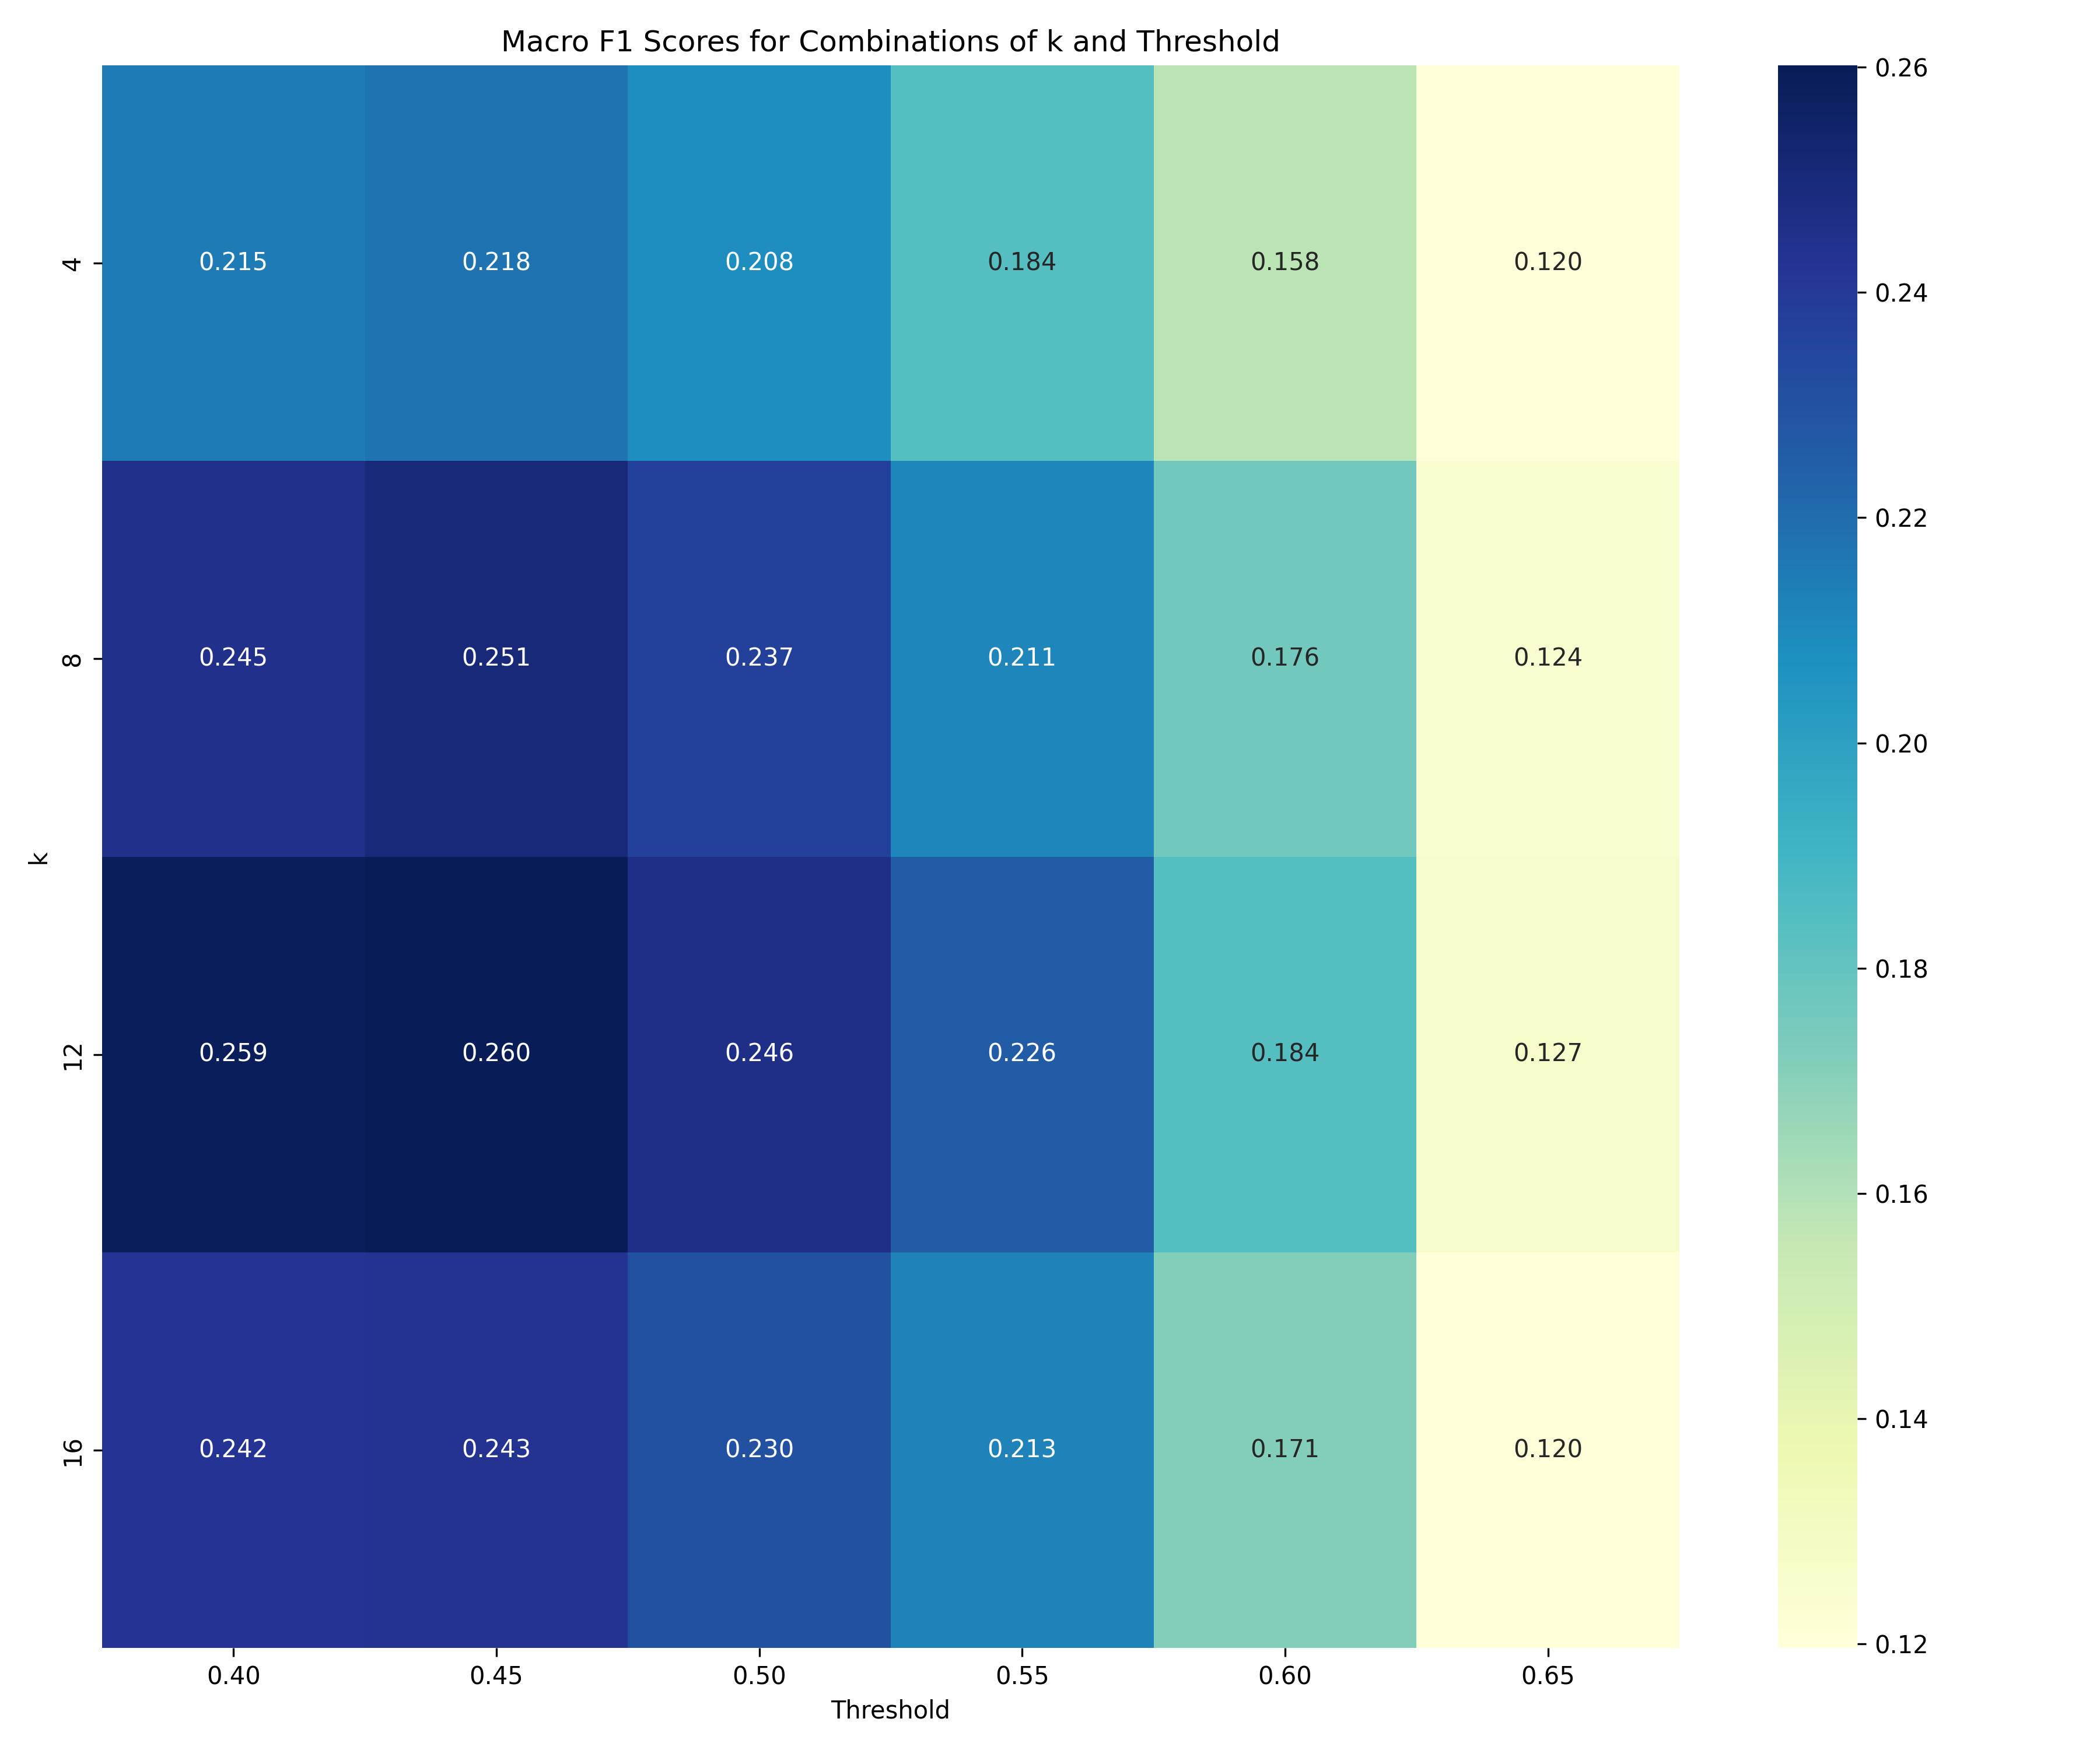 Macro F1 Scores for Combinations of k and Threshold
4 0.215 0.218 0.208 0.184 0.158 0.120
8 0.245 0.251 0.237 0.211 0.176 0.124
k
12 0.259 0.260 0.246 0.226 0.184 0.127
16 0.242 0.243 0.230 0.213 0.171 0.120
0.40 0.45 0.50 0.55 0.60 0.65
Threshold
0.26
0.24
0.22
0.20
0.18
0.16
0.14
0.12